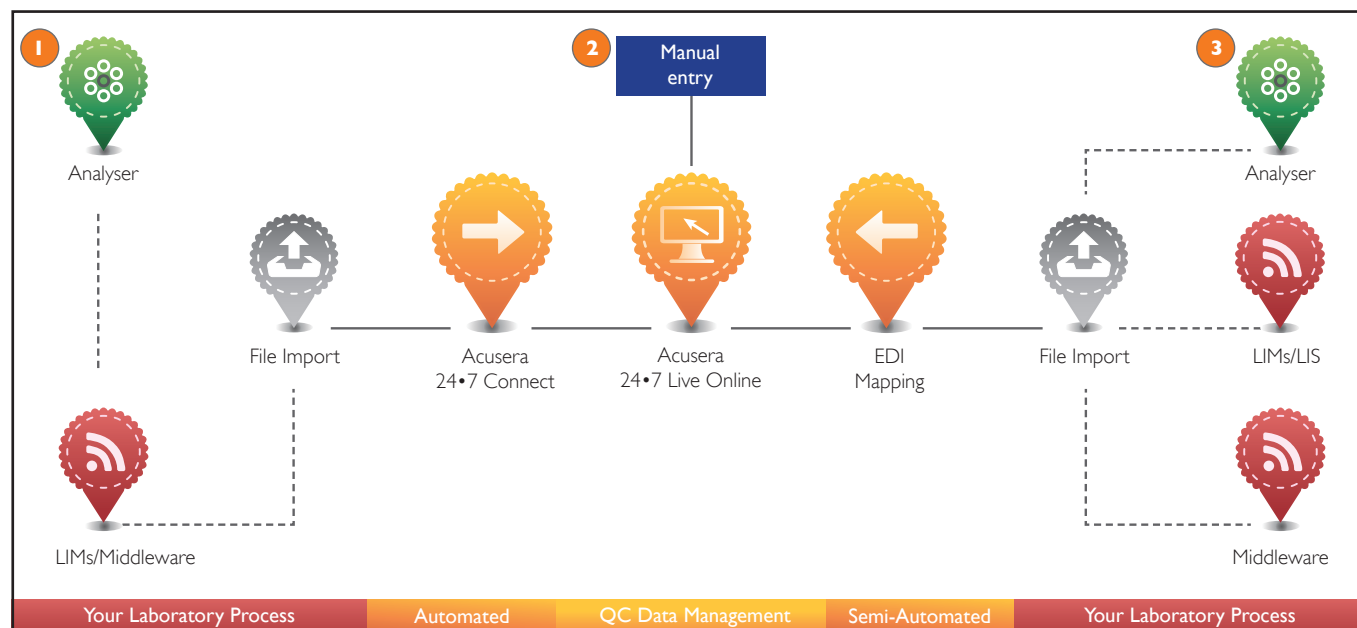 1
2
3
Manual
entry
Analyser
Analyser
File Import
Acusera
24•7 Connect
Acusera
24•7 Live Online
EDI
Mapping
File Import
LIMs/LIS
LIMs/Middleware
Middleware
Your Laboratory Process
Automated
QC Data Management
Semi-Automated
Your Laboratory Process